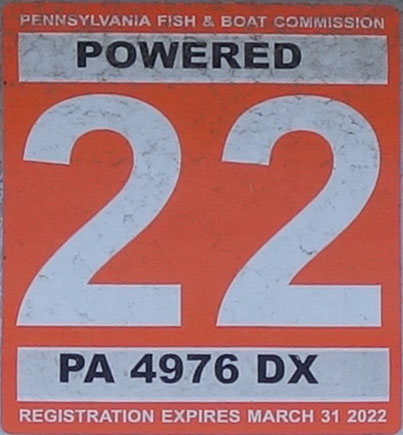 PENNSYLVANIA FISH & BOAT COMMISSION
POWERED
22
PA 4976 DX
REGISTRATION EXPIRES MARCH 31 2022